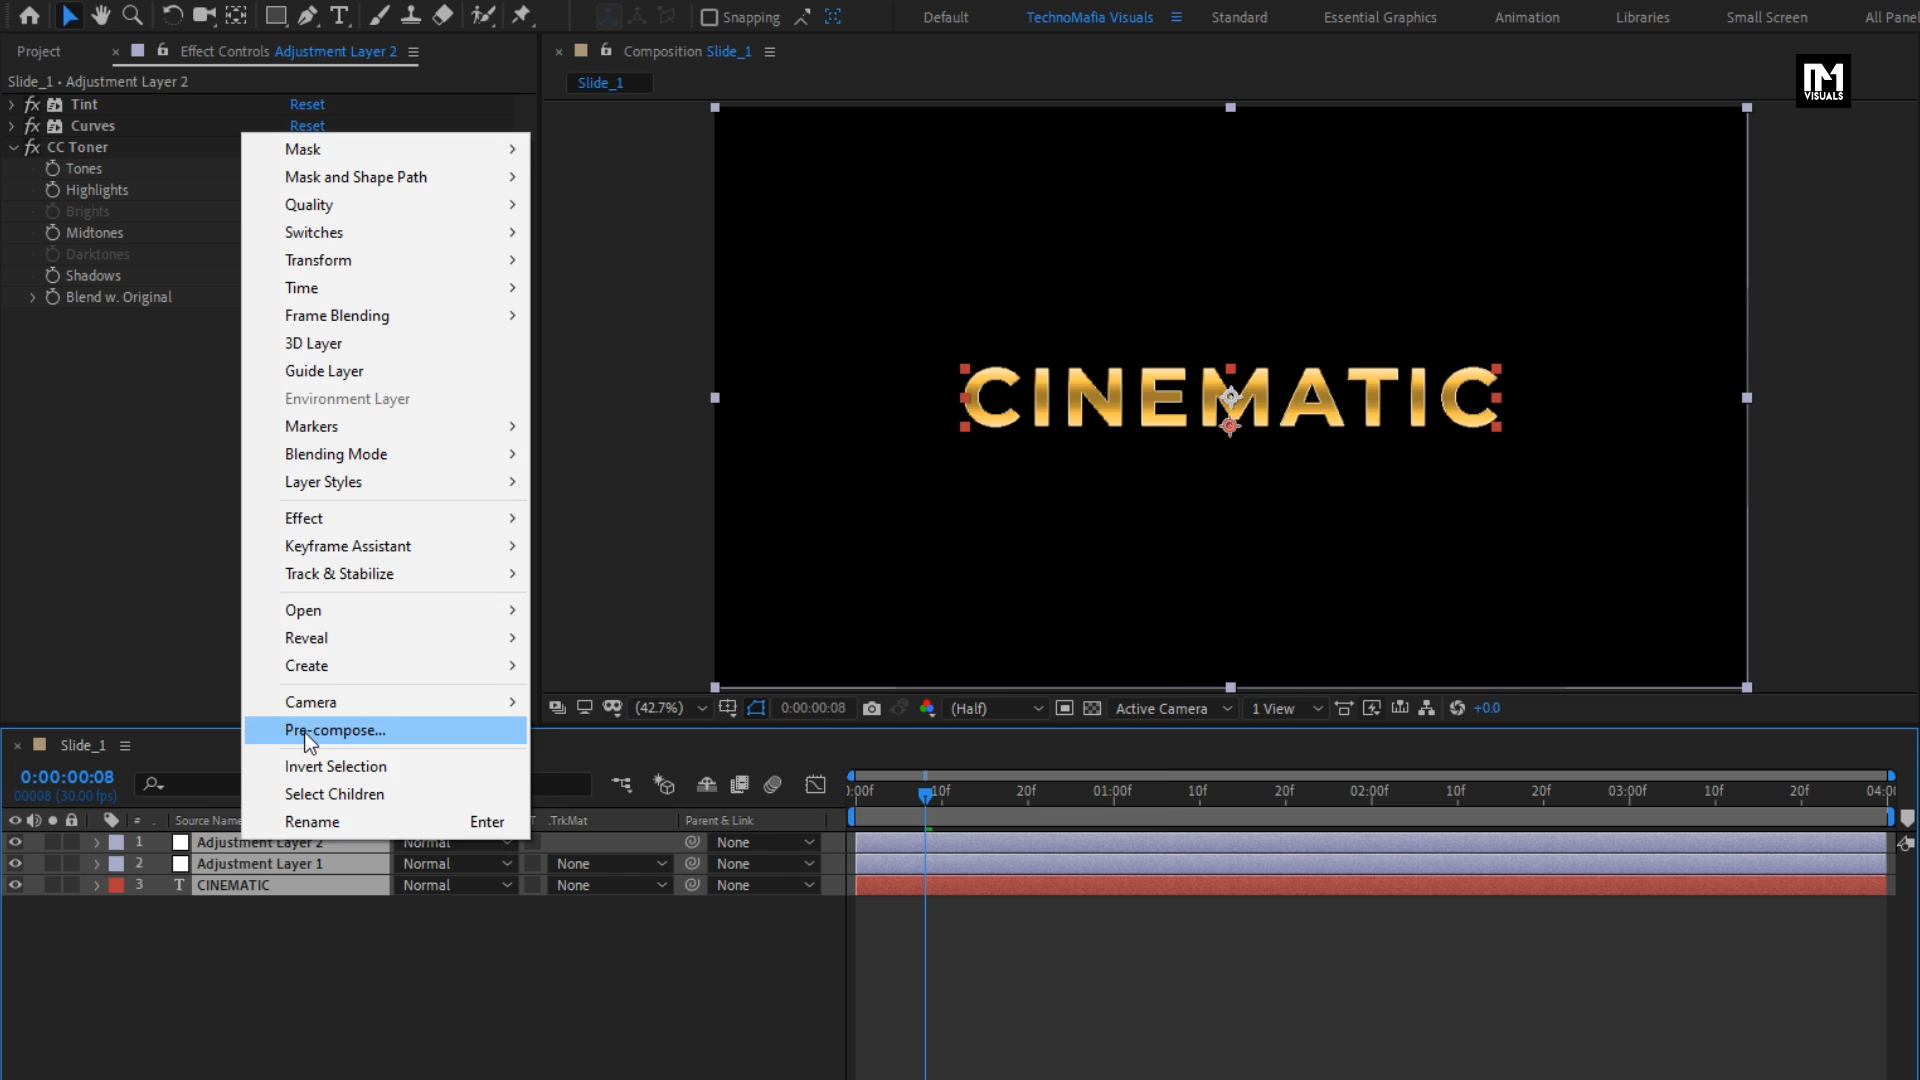 Snapping
Default
TechnoMafia Visuals
Standard
Essential Graphics
Animation
Libraries
Small Screen
All Panel
Project
Effect Controls Adjustment Layer 2
Composition Slide_1
Slide_1 • Adjustment Layer 2
Slide_1
VISUALS
fx Tint Reset
fx Curves Reset
fx CC Toner
Tones
Highlights
Brights
Midtones
Darktones
Shadows
Blend w. Original
Mask
Mask and Shape Path
Quality
Switches
Transform
Time
Frame Blending
3D Layer
Guide Layer
Environment Layer
Markers
Blending Mode
Layer Styles
Effect
Keyframe Assistant
Track & Stabilize
Open
Reveal
Create
Camera
Pre-compose...
Invert Selection
Select Children
Rename Enter
CINEMATIC
(42.7%) 0:00:00:08 (Half) Active Camera 1 View +0.0
Slide_1
0:00:00:08
00008 (30.00 fps)
):00f 10f 20f 01:00f 10f 20f 02:00f 10f 20f 03:00f 10f 20f 04:00
# Source Name T .TrkMat Parent & Link
1 Adjustment Layer 2 Normal None
2 Adjustment Layer 1 Normal None None
3 T CINEMATIC Normal None None